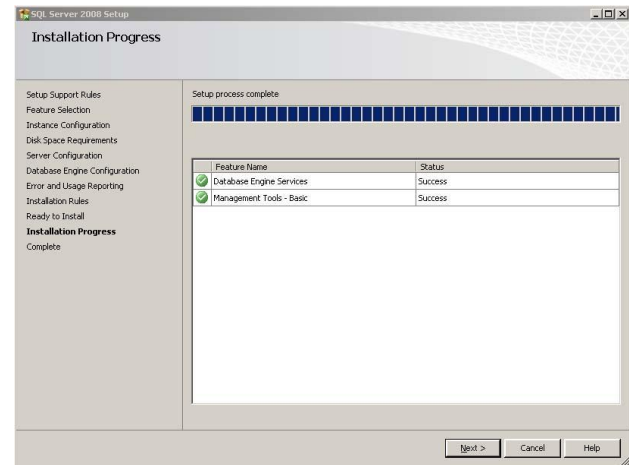 SQL Server 2008 Setup
Installation Progress
Setup Support Rules
Feature Selection
Instance Configuration
Disk Space Requirements
Server Configuration
Database Engine Configuration
Error and Usage Reporting
Installation Rules
Ready to Install
Installation Progress
Complete
Setup process complete
Feature Name Status
Database Engine Services Success
Management Tools - Basic Success
Next > Cancel Help